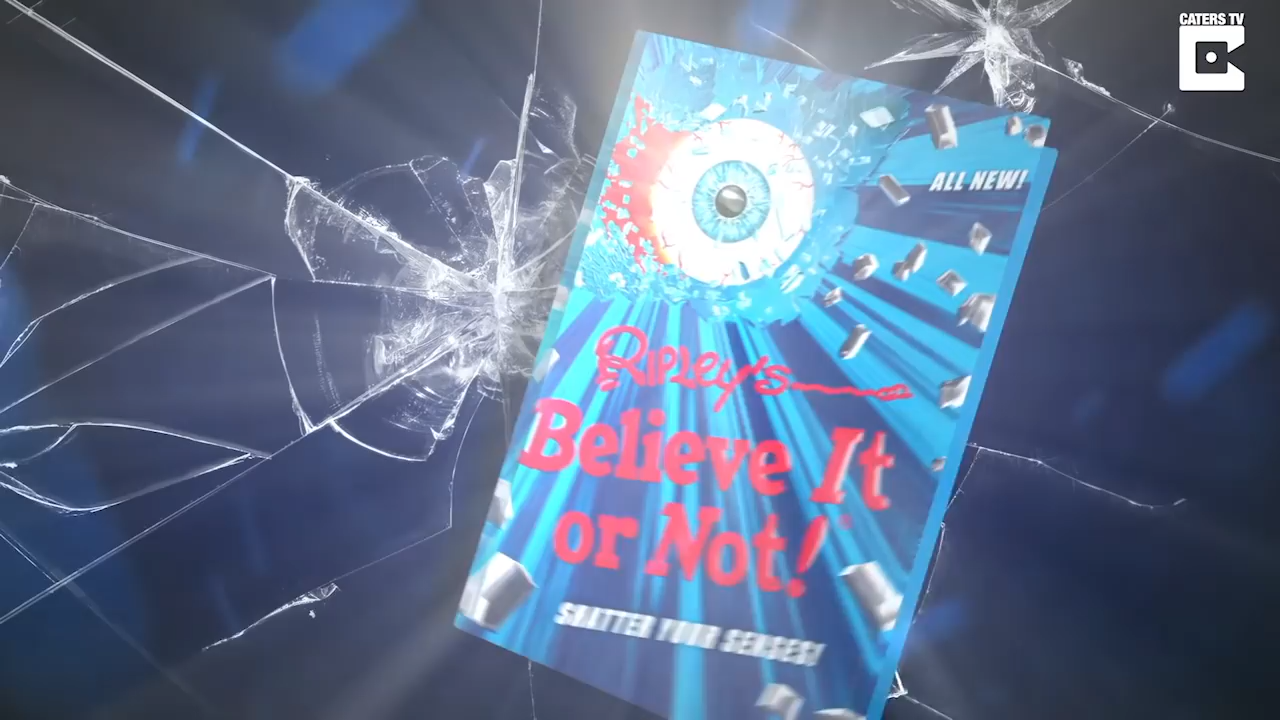 CATERS TV
ALL NEW!
Ripley's
Believe It
or Not!
SHATTER YOUR SENSES!